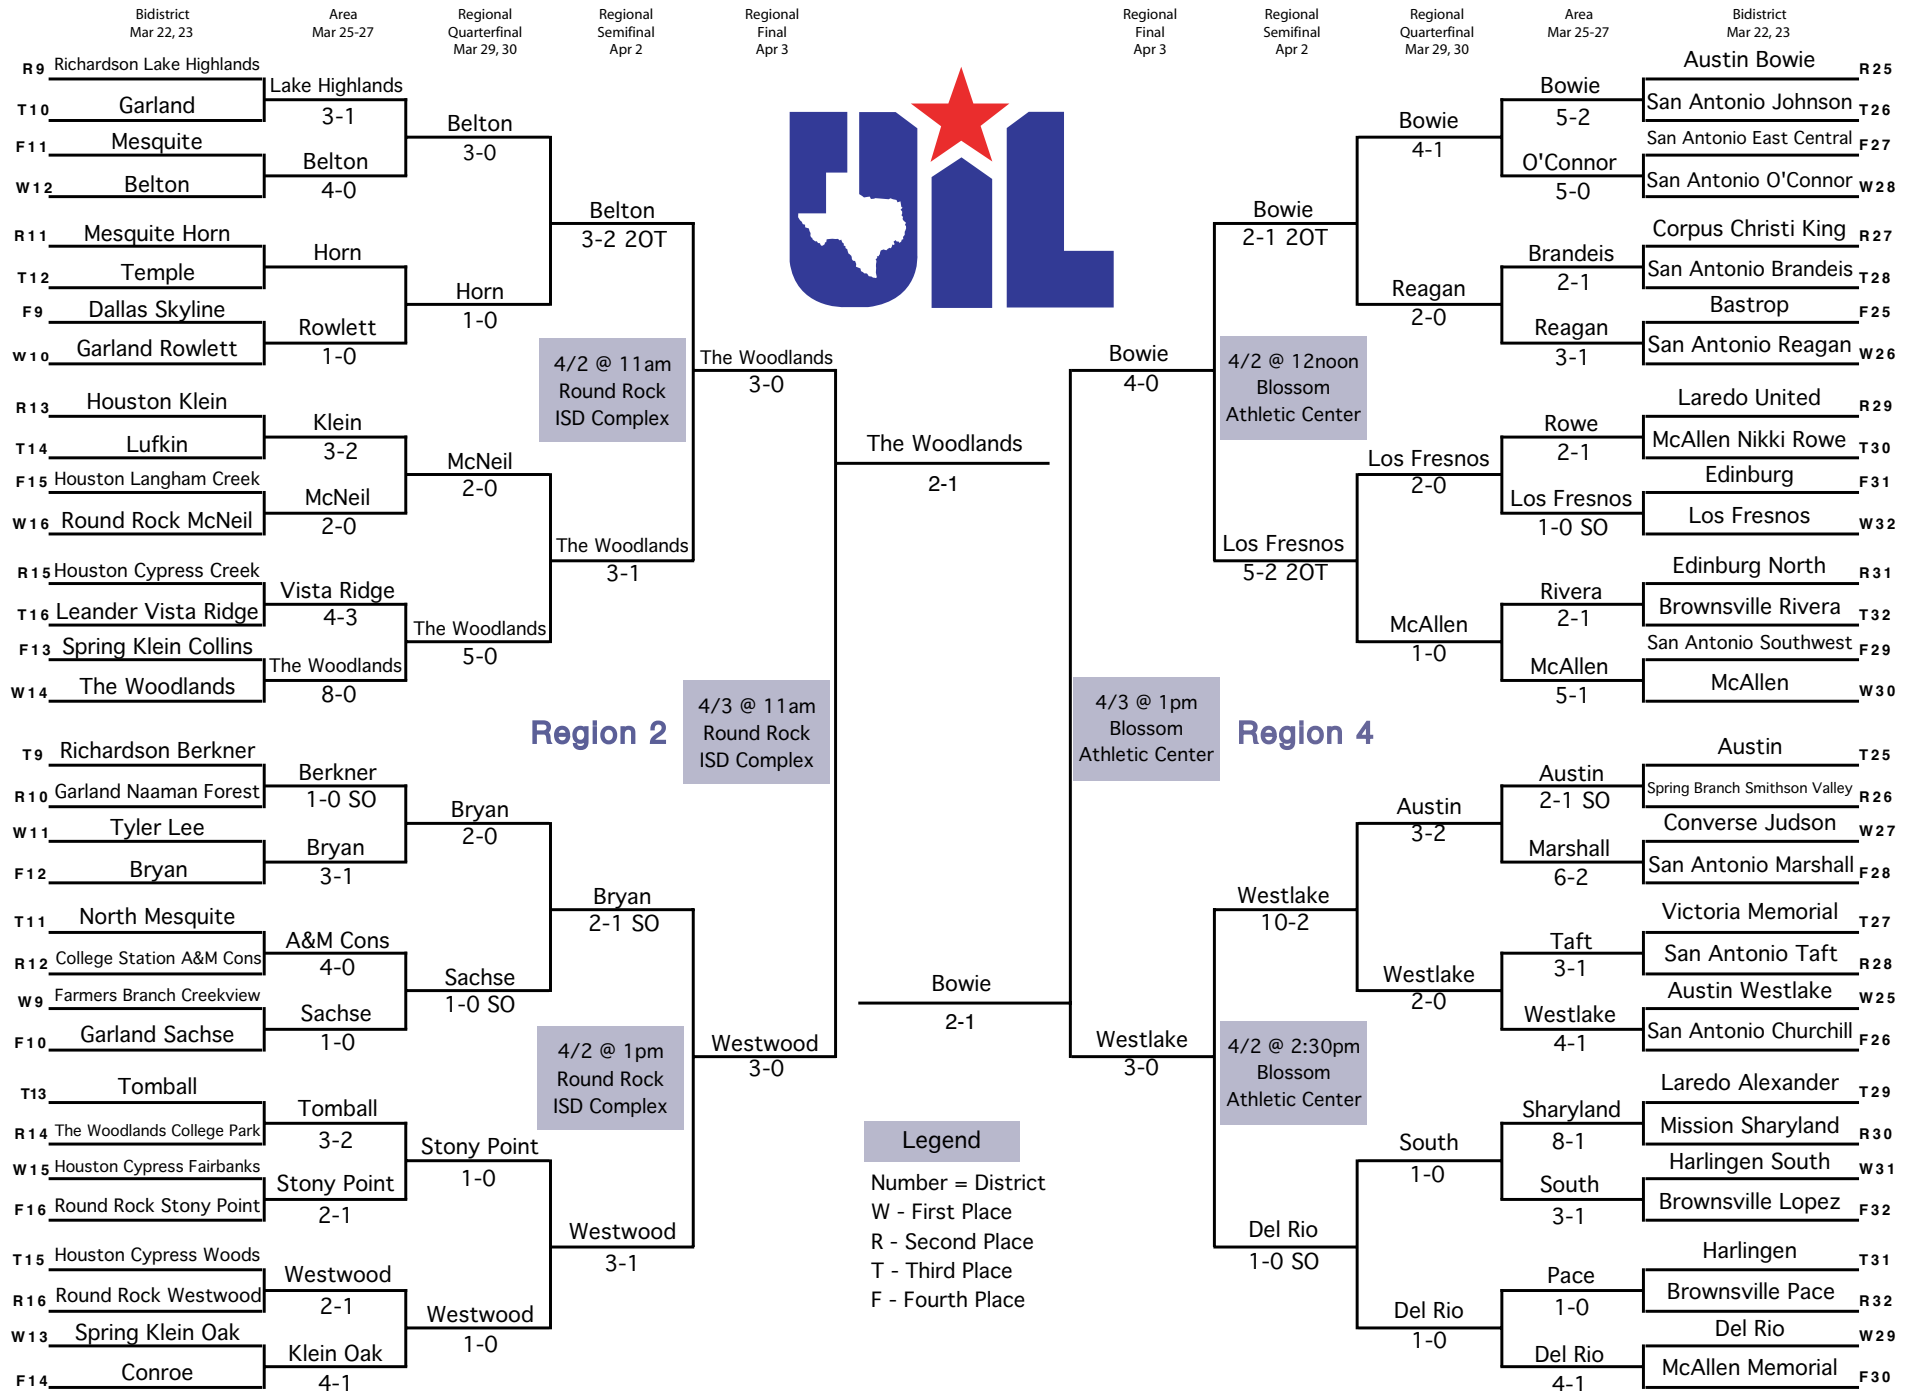 Bidistrict
Mar 22, 23
Area
Mar 25-27
Regional
Quarterfinal
Mar 29, 30
Regional
Semifinal
Apr 2
Regional
Final
Apr 3
Regional
Final
Apr 3
Regional
Semifinal
Apr 2
Regional
Quarterfinal
Mar 29, 30
Area
Mar 25-27
Bidistrict
Mar 22, 23
R9 Richardson Lake Highlands
T10 Garland
F11 Mesquite
W12 Belton
R11 Mesquite Horn
T12 Temple
F9 Dallas Skyline
W10 Garland Rowlett
R13 Houston Klein
T14 Lufkin
F15 Houston Langham Creek
W16 Round Rock McNeil
R15 Houston Cypress Creek
T16 Leander Vista Ridge
F13 Spring Klein Collins
W14 The Woodlands
T9 Richardson Berkner
R10 Garland Naaman Forest
W11 Tyler Lee
F12 Bryan
T11 North Mesquite
R12 College Station A&M Cons
W9 Farmers Branch Creekview
F10 Garland Sachse
T13 Tomball
R14 The Woodlands College Park
W15 Houston Cypress Fairbanks
F16 Round Rock Stony Point
T15 Houston Cypress Woods
R16 Round Rock Westwood
W13 Spring Klein Oak
F14 Conroe
Lake Highlands
3-1
Belton
4-0
Horn
Rowlett
1-0
Klein
3-2
McNeil
2-0
Vista Ridge
4-3
The Woodlands
8-0
Berkner
1-0 SO
Bryan
3-1
A&M Cons
4-0
Sachse
1-0
Tomball
3-2
Stony Point
2-1
Westwood
2-1
Klein Oak
4-1
Belton
3-0
Horn
1-0
McNeil
2-0
The Woodlands
5-0
Bryan
2-0
Sachse
1-0 SO
Stony Point
1-0
Westwood
1-0
Belton
3-2 2OT
4/2 @ 11am
Round Rock
ISD Complex
The Woodlands
3-1
Region 2
Bryan
2-1 SO
4/2 @ 1pm
Round Rock
ISD Complex
Westwood
3-1
The Woodlands
3-0
4/3 @ 11am
Round Rock
ISD Complex
Westwood
3-0
UIL
The Woodlands
2-1
Bowie
2-1
Legend
Number = District
W - First Place
R - Second Place
T - Third Place
F - Fourth Place
Bowie
4-0
4/3 @ 1pm
Blossom
Athletic Center
Westlake
3-0
Bowie
2-1 2OT
4/2 @ 12noon
Blossom
Athletic Center
Los Fresnos
5-2 2OT
Region 4
Westlake
10-2
4/2 @ 2:30pm
Blossom
Athletic Center
Del Rio
1-0 SO
Bowie
4-1
Reagan
2-0
Los Fresnos
2-0
McAllen
1-0
Austin
3-2
Westlake
2-0
South
1-0
Del Rio
1-0
Bowie
5-2
O'Connor
5-0
Brandeis
2-1
Reagan
3-1
Rowe
2-1
Los Fresnos
1-0 SO
Rivera
2-1
McAllen
5-1
Austin
2-1 SO
Marshall
6-2
Taft
3-1
Westlake
4-1
Sharyland
8-1
South
3-1
Pace
1-0
Del Rio
4-1
Austin Bowie R25
San Antonio Johnson T26
San Antonio East Central F27
San Antonio O'Connor W28
Corpus Christi King R27
San Antonio Brandeis T28
Bastrop F25
San Antonio Reagan W26
Laredo United R29
McAllen Nikki Rowe T30
Edinburg F31
Los Fresnos W32
Edinburg North R31
Brownsville Rivera T32
San Antonio Southwest F29
McAllen W30
Austin T25
Spring Branch Smithson Valley R26
Converse Judson W27
San Antonio Marshall F28
Victoria Memorial T27
San Antonio Taft R28
Austin Westlake W25
San Antonio Churchill F26
Laredo Alexander T29
Mission Sharyland R30
Harlingen South W31
Brownsville Lopez F32
Harlingen T31
Brownsville Pace R32
Del Rio W29
McAllen Memorial F30